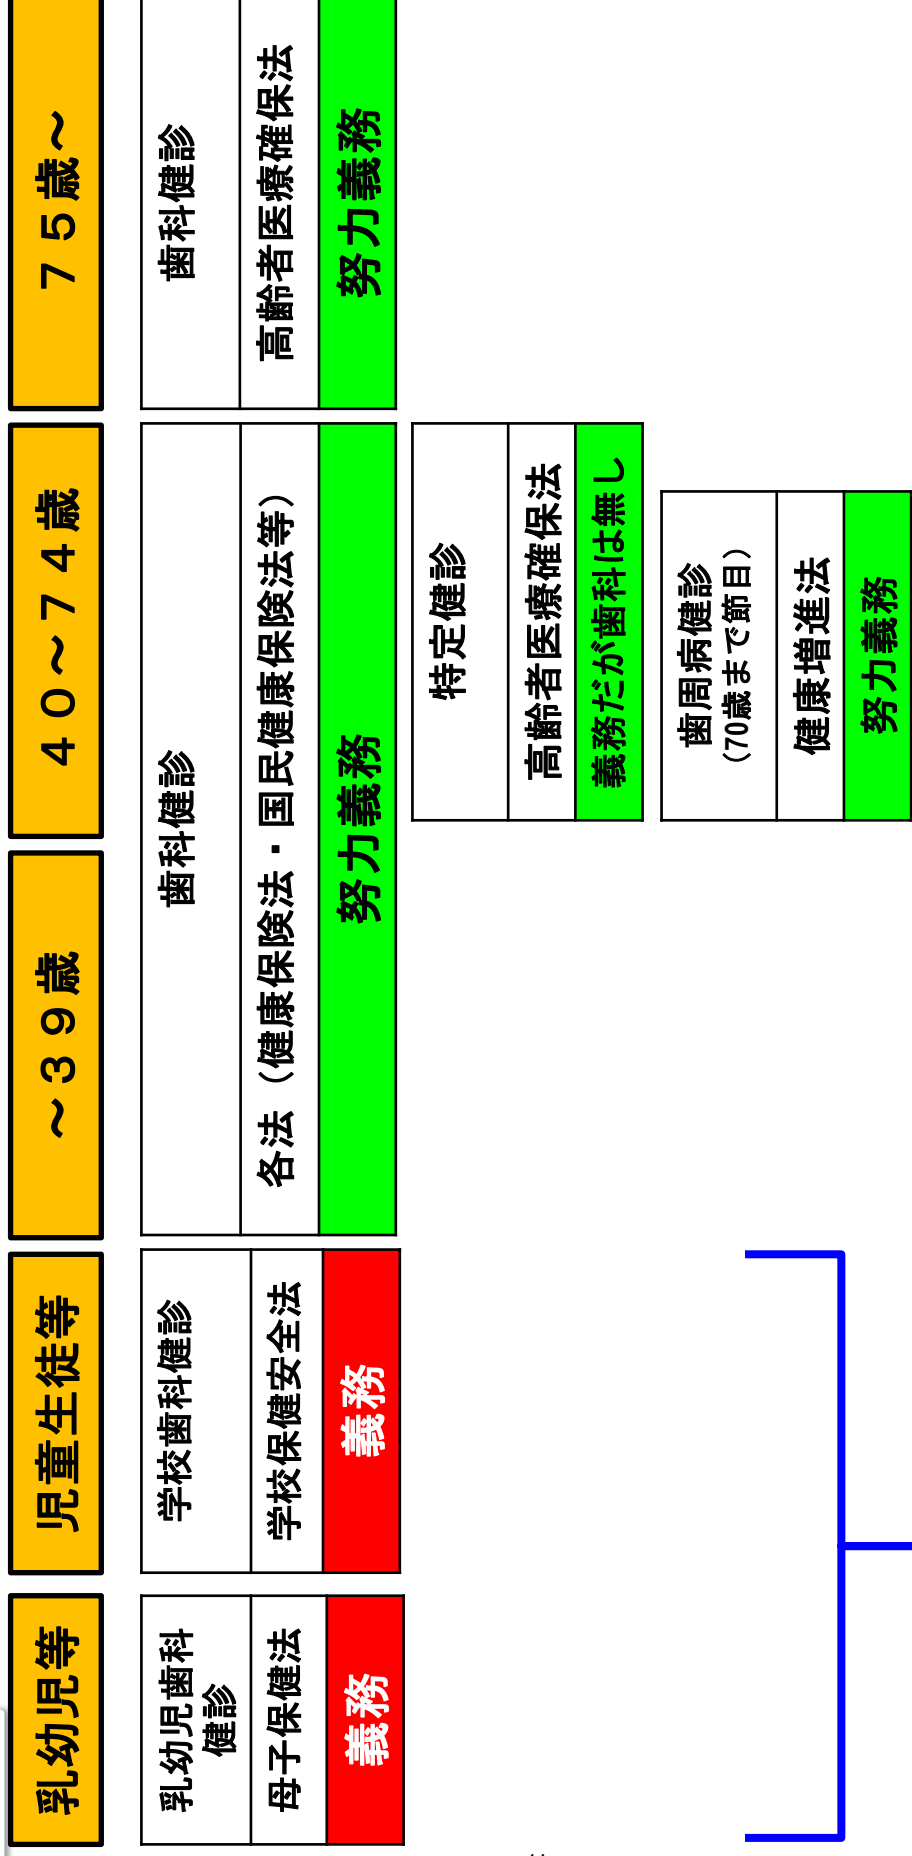 乳幼児等
児童生徒等
～３９歳
４０～７４歳
７５歳～
乳幼児歯科
健診
母子保健法
義務
学校歯科健診
学校保健安全法
義務
歯科健診
各法（健康保険法・国民健康保険法等）
努力義務
歯科健診
高齢者医療確保法
努力義務
特定健診
高齢者医療確保法
義務だが歯科は無し
歯周病健診
（70歳まで節目）
健康増進法
努力義務